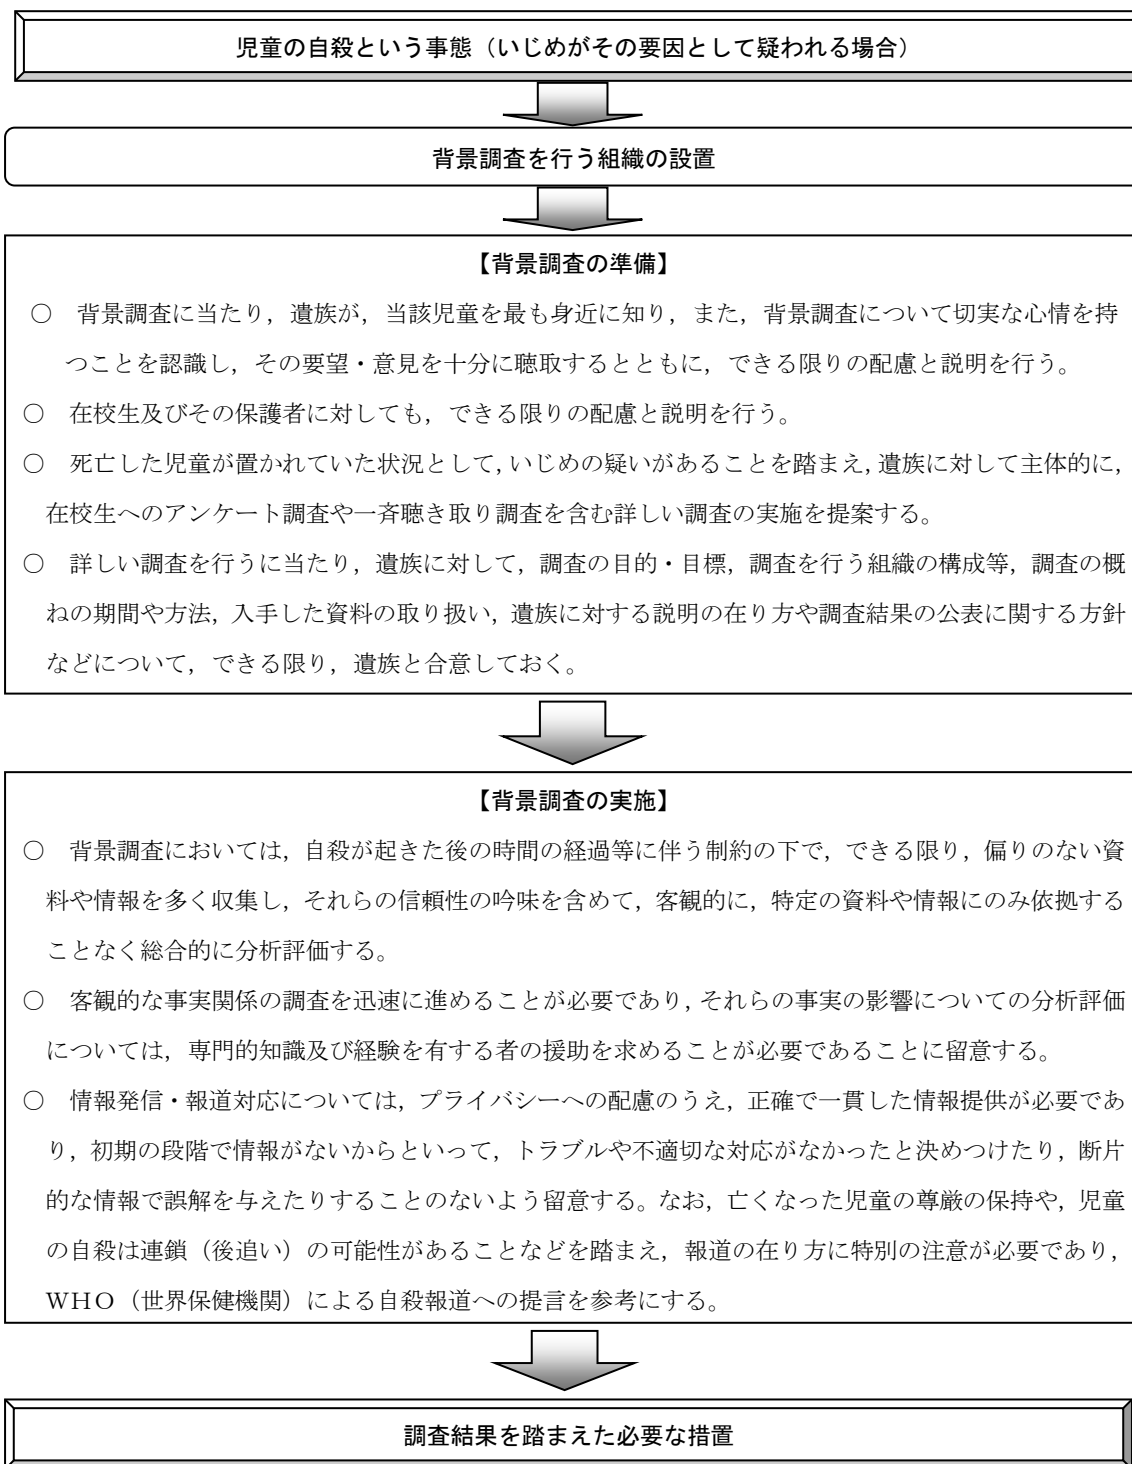 児童の自殺という事態（いじめがその要因として疑われる場合）
背景調査を行う組織の設置
【背景調査の準備】
○　背景調査に当たり，遺族が，当該児童を最も身近に知り，また，背景調査について切実な心情を持
つことを認識し，その要望・意見を十分に聴取するとともに，できる限りの配慮と説明を行う。
○　在校生及びその保護者に対しても，できる限りの配慮と説明を行う。
○　死亡した児童が置かれていた状況として，いじめの疑いがあることを踏まえ，遺族に対して主体的に，
在校生へのアンケート調査や一斉聴き取り調査を含む詳しい調査の実施を提案する。
○　詳しい調査を行うに当たり，遺族に対して，調査の目的・目標，調査を行う組織の構成等，調査の概
ねの期間や方法，入手した資料の取り扱い，遺族に対する説明の在り方や調査結果の公表に関する方針
などについて，できる限り，遺族と合意しておく。
【背景調査の実施】
○　背景調査においては，自殺が起きた後の時間の経過等に伴う制約の下で，できる限り，偏りのない資
料や情報を多く収集し，それらの信頼性の吟味を含めて，客観的に，特定の資料や情報にのみ依拠する
ことなく総合的に分析評価する。
○　客観的な事実関係の調査を迅速に進めることが必要であり，それらの事実の影響についての分析評価
については，専門的知識及び経験を有する者の援助を求めることが必要であることに留意する。
○　情報発信・報道対応については，プライバシーへの配慮のうえ，正確で一貫した情報提供が必要であ
り，初期の段階で情報がないからといって，トラブルや不適切な対応がなかったと決めつけたり，断片
的な情報で誤解を与えたりすることのないよう留意する。なお，亡くなった児童の尊厳の保持や，児童
の自殺は連鎖（後追い）の可能性があることなどを踏まえ，報道の在り方に特別の注意が必要であり，
ＷＨＯ（世界保健機関）による自殺報道への提言を参考にする。
調査結果を踏まえた必要な措置